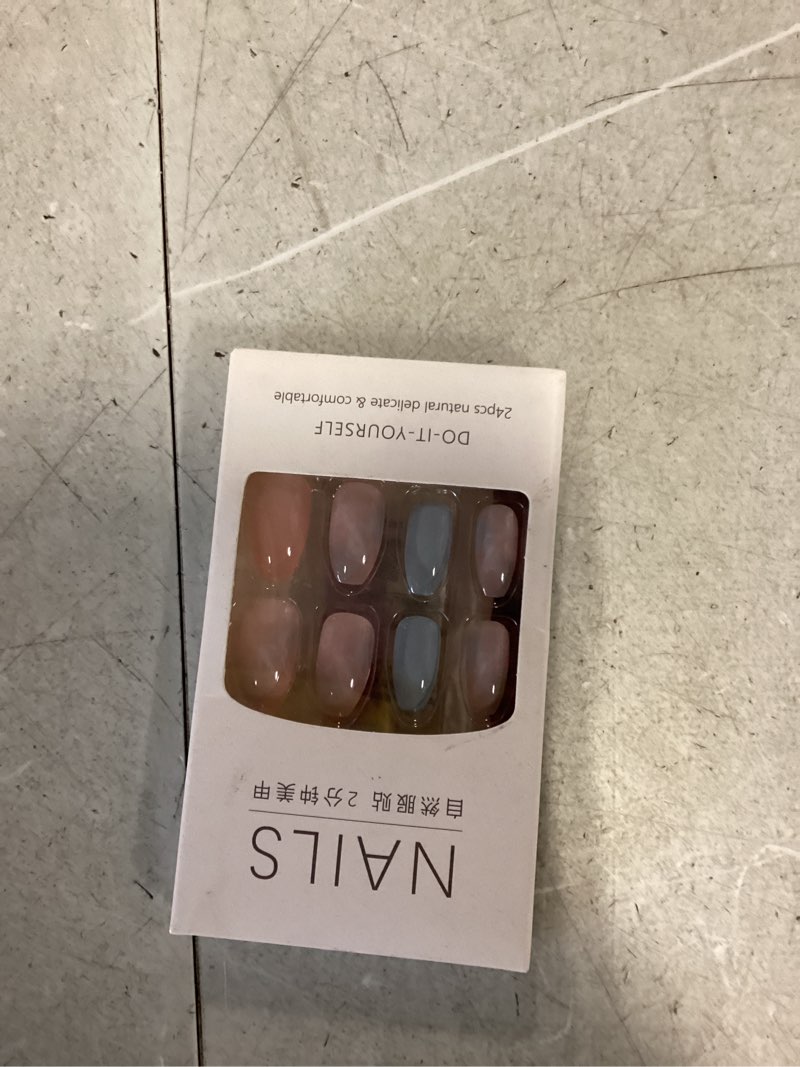 NAILS
自然服贴 2分钟美甲
DO-IT-YOURSELF
24pcs natural delicate & comfortable